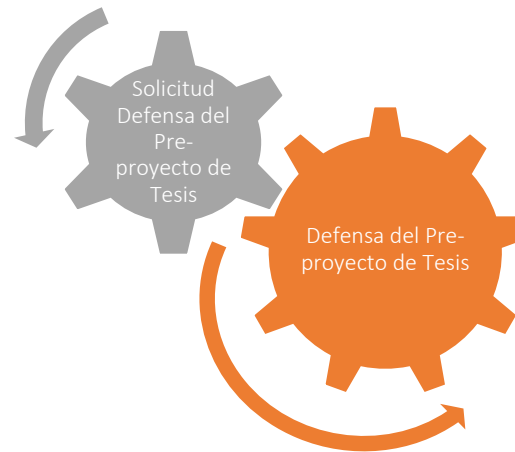 Solicitud
Defensa del
Pre-
proyecto de
Tesis
Defensa del Pre-
proyecto de Tesis